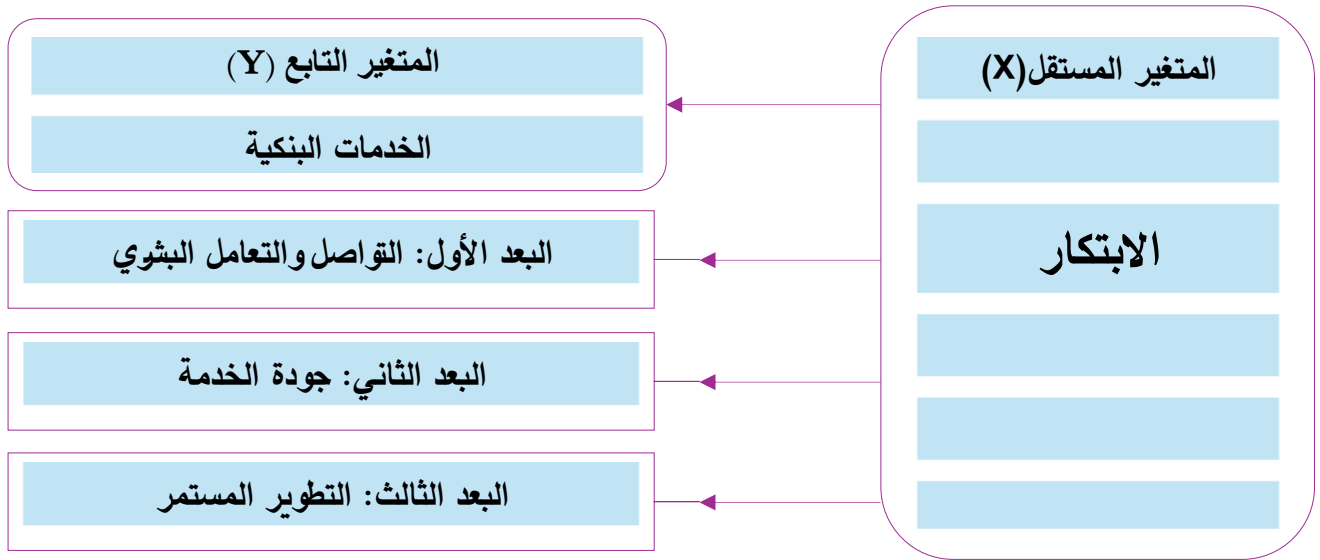 المتغير المستقل(X)
الابتكار
المتغير التابع (Y)
الخدمات البنكية
البعد الأول: التواصل والتعامل البشري
البعد الثاني: جودة الخدمة
البعد الثالث: التطوير المستمر